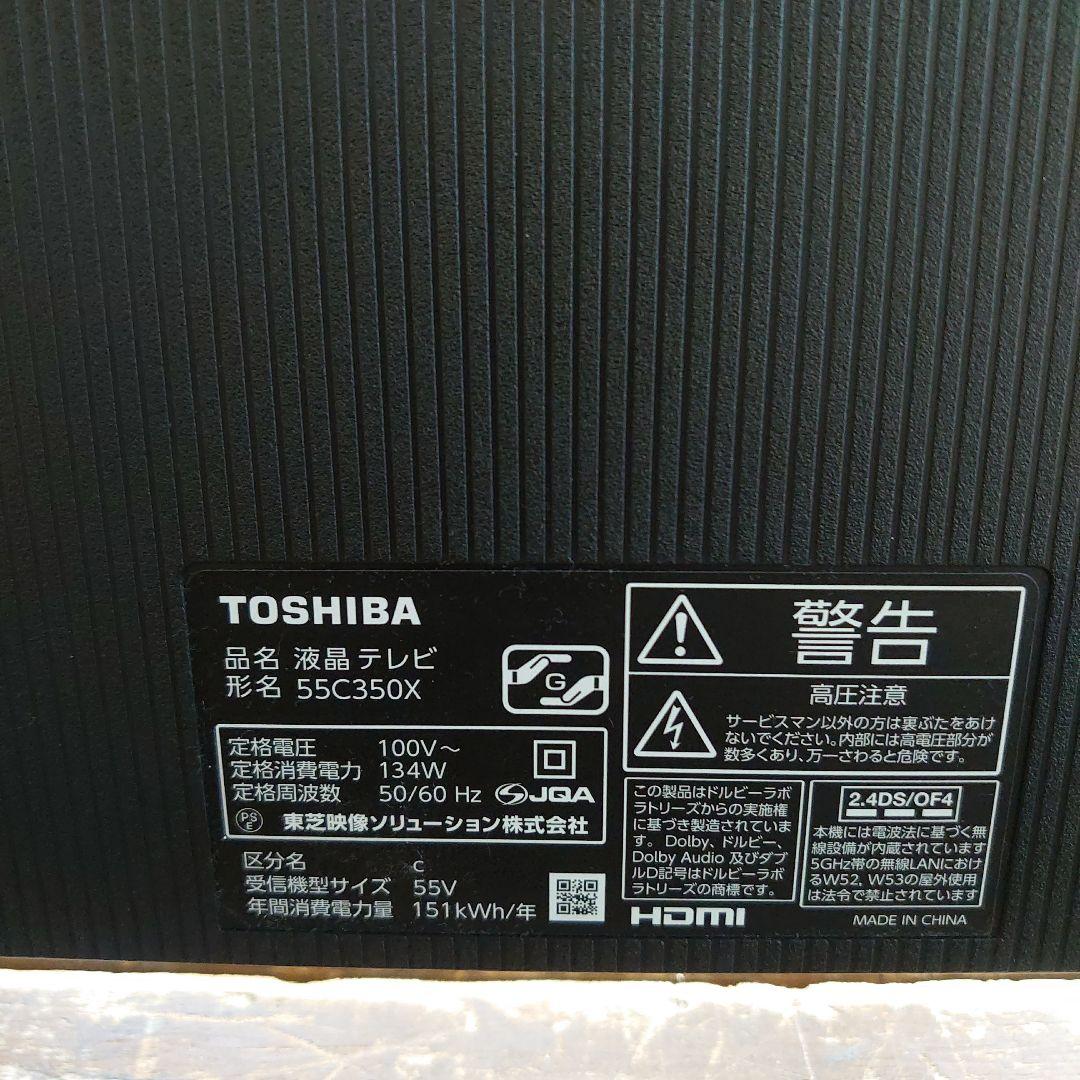 TOSHIBA
品名 液晶テレビ
形名 55C350X
G
定格電圧 100V～
定格消費電力 134W
定格周波数 50/60 Hz
JQA
PSE
東芝映像ソリューション株式会社
区分名 c
受信機型サイズ 55V
年間消費電力量 151kWh/年
警告
高圧注意
サービスマン以外の方は裏ぶたをあけ
ないでください。内部には高電圧部分が
数多くあり、万一さわると危険です。
この製品はドルビーラボ
ラトリーズからの実施権
に基づき製造されていま
す。Dolby、ドルビー、
Dolby Audio 及びダブ
ルD記号はドルビーラボ
ラトリーズの商標です。
HDMI
2.4DS/OF4
本機には電波法に基づく無
線設備が内蔵されています
5GHz帯の無線LANにおけ
るW52、W53の屋外使用
は法令で禁止されています
MADE IN CHINA